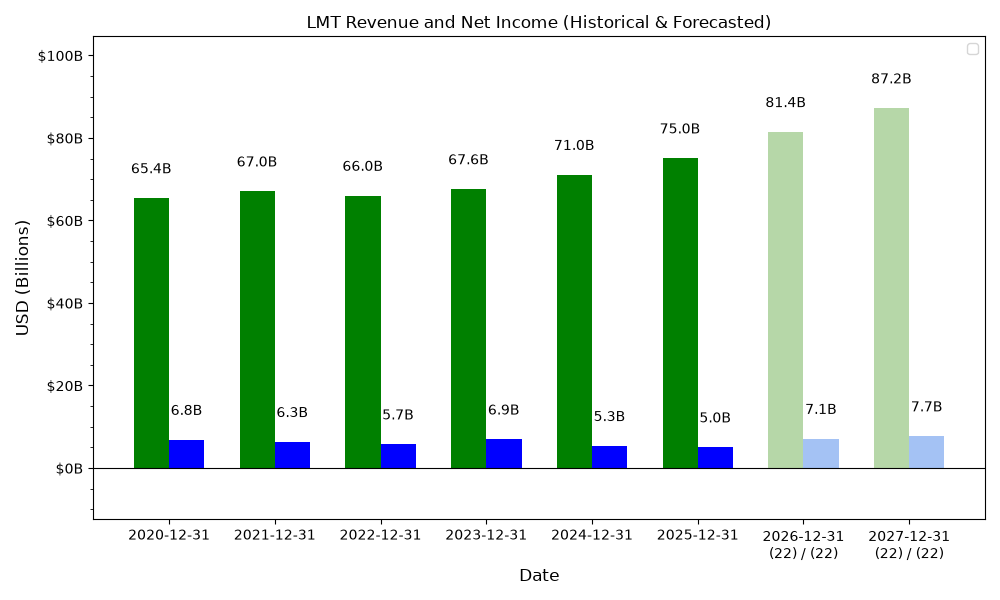 LMT Revenue and Net Income (Historical & Forecasted)
$100B
$80B
$60B
$40B
$20B
$0B
USD (Billions)
65.4B
67.0B
66.0B
67.6B
71.0B
75.0B
81.4B
87.2B
6.8B
6.3B
5.7B
6.9B
5.3B
5.0B
7.1B
7.7B
2020-12-31
2021-12-31
2022-12-31
2023-12-31
2024-12-31
2025-12-31
2026-12-31
(22) / (22)
2027-12-31
(22) / (22)
Date